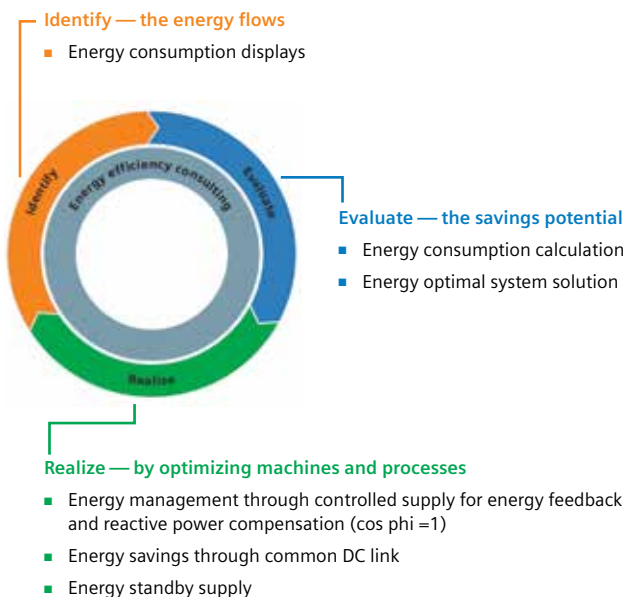 Identify — the energy flows
■ Energy consumption displays
Identify
Energy efficiency consulting
Evaluate
Evaluate — the savings potential
■ Energy consumption calculation
■ Energy optimal system solution
Realize
Realize — by optimizing machines and processes
■ Energy management through controlled supply for energy feedback
and reactive power compensation (cos phi =1)
■ Energy savings through common DC link
■ Energy standby supply